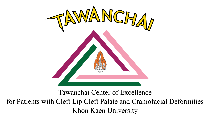 TAWANCHAI
Tawanchai Center of Excellence
for Patients with Cleft Lip Cleft Palate and Craniofacial Deformities
Khon Kaen University